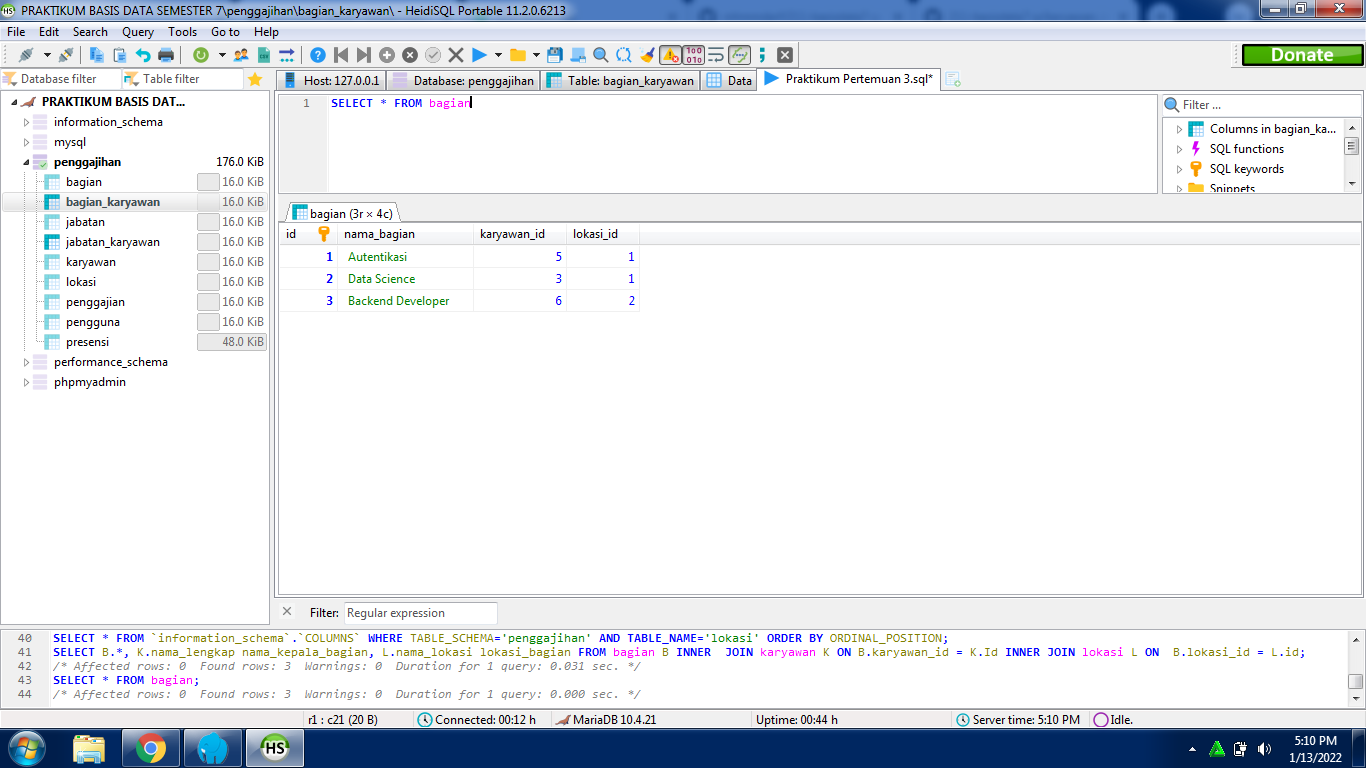 PRAKTIKUM BASIS DATA SEMESTER 7\penggajihan\bagian_karyawan\ - HeidiSQL Portable 11.2.0.6213
File Edit Search Query Tools Go to Help
Donate
Database filter Table filter
Host: 127.0.0.1 Database: penggajihan Table: bagian_karyawan Data Praktikum Pertemuan 3.sql*
PRAKTIKUM BASIS DAT...
information_schema
mysql
penggajihan 176.0 KiB
bagian 16.0 KiB
bagian_karyawan 16.0 KiB
jabatan 16.0 KiB
jabatan_karyawan 16.0 KiB
karyawan 16.0 KiB
lokasi 16.0 KiB
penggajian 16.0 KiB
pengguna 16.0 KiB
presensi 48.0 KiB
performance_schema
phpmyadmin
1 SELECT * FROM bagian
Filter ...
Columns in bagian_ka...
SQL functions
SQL keywords
Snippets
bagian (3r × 4c)
id nama_bagian karyawan_id lokasi_id
1 Autentikasi 5 1
2 Data Science 3 1
3 Backend Developer 6 2
Filter: Regular expression
40 SELECT * FROM `information_schema`.`COLUMNS` WHERE TABLE_SCHEMA='penggajihan' AND TABLE_NAME='lokasi' ORDER BY ORDINAL_POSITION;
41 SELECT B.*, K.nama_lengkap nama_kepala_bagian, L.nama_lokasi lokasi_bagian FROM bagian B INNER  JOIN karyawan K ON B.karyawan_id = K.Id INNER JOIN lokasi L ON  B.lokasi_id = L.id;
42 /* Affected rows: 0  Found rows: 3  Warnings: 0  Duration for 1 query: 0.031 sec. */
43 SELECT * FROM bagian;
44 /* Affected rows: 0  Found rows: 3  Warnings: 0  Duration for 1 query: 0.000 sec. */
r1 : c21 (20 B) Connected: 00:12 h MariaDB 10.4.21 Uptime: 00:44 h Server time: 5:10 PM Idle.
HS
5:10 PM
1/13/2022